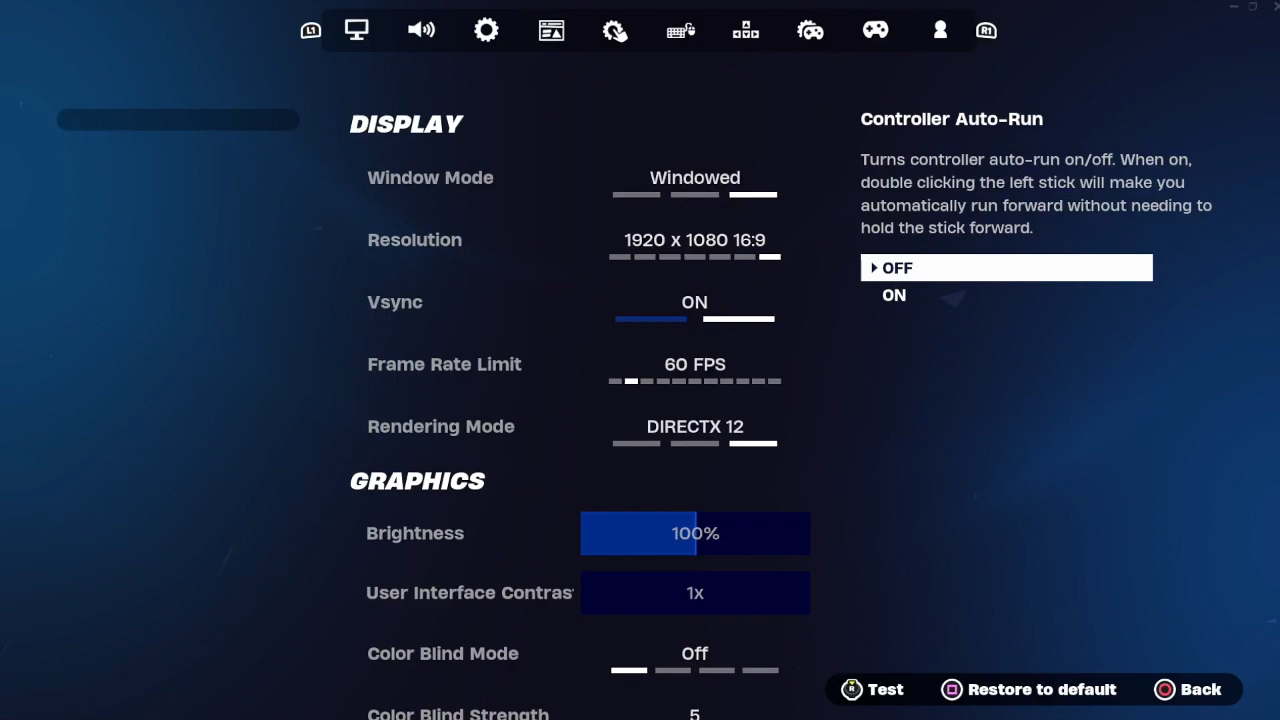 L1
R1
DISPLAY
Window Mode
Windowed
Resolution
1920 x 1080 16:9
Vsync
ON
Frame Rate Limit
60 FPS
Rendering Mode
DIRECTX 12
GRAPHICS
Brightness
100%
User Interface Contras
1x
Color Blind Mode
Off
Color Blind Strength
5
Controller Auto-Run
Turns controller auto-run on/off. When on,
double clicking the left stick will make you
automatically run forward without needing to
hold the stick forward.
OFF
ON
R
Test
Restore to default
Back